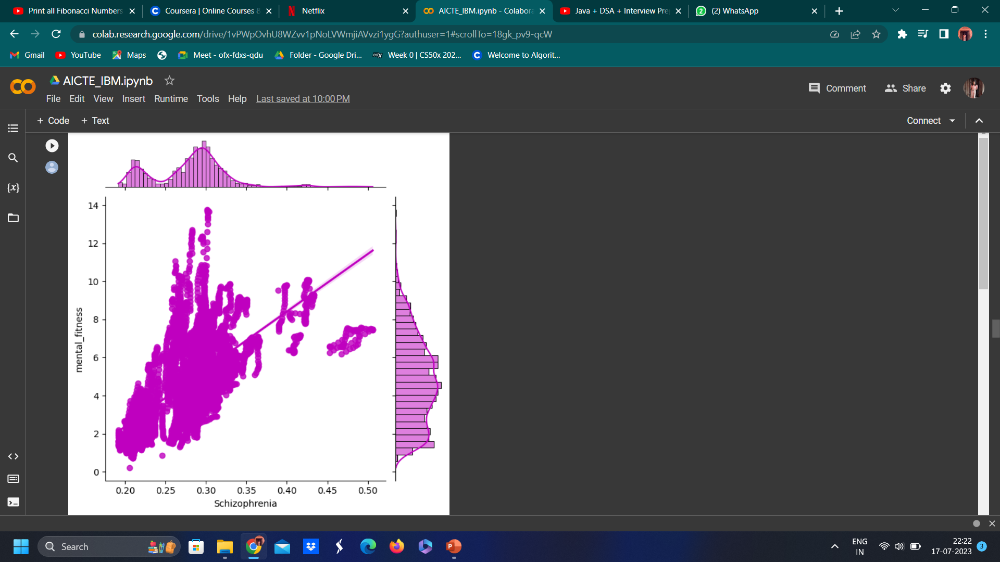 Print all Fibonacci Numbers
Coursera | Online Courses &
Netflix
AICTE_IBM.ipynb - Colabora
Java + DSA + Interview Pre
(2) WhatsApp
colab.research.google.com/drive/1vPWpOvhU8WZvv1pNoLVWmjiAVvzi1ygG?authuser=1#scrollTo=18gk_pv9-qcW
Gmail
YouTube
Maps
Meet - ofx-fdxs-qdu
Folder - Google Dri...
edX
Week 0 | CS50x 202...
Welcome to Algorit...
AICTE_IBM.ipynb
File Edit View Insert Runtime Tools Help Last saved at 10:00 PM
Comment
Share
+ Code + Text
Connect
{x}
14
12
10
8
6
4
2
0
mental_fitness
0.20 0.25 0.30 0.35 0.40 0.45 0.50
Schizophrenia
Search
ENG
IN
22:22
17-07-2023
3